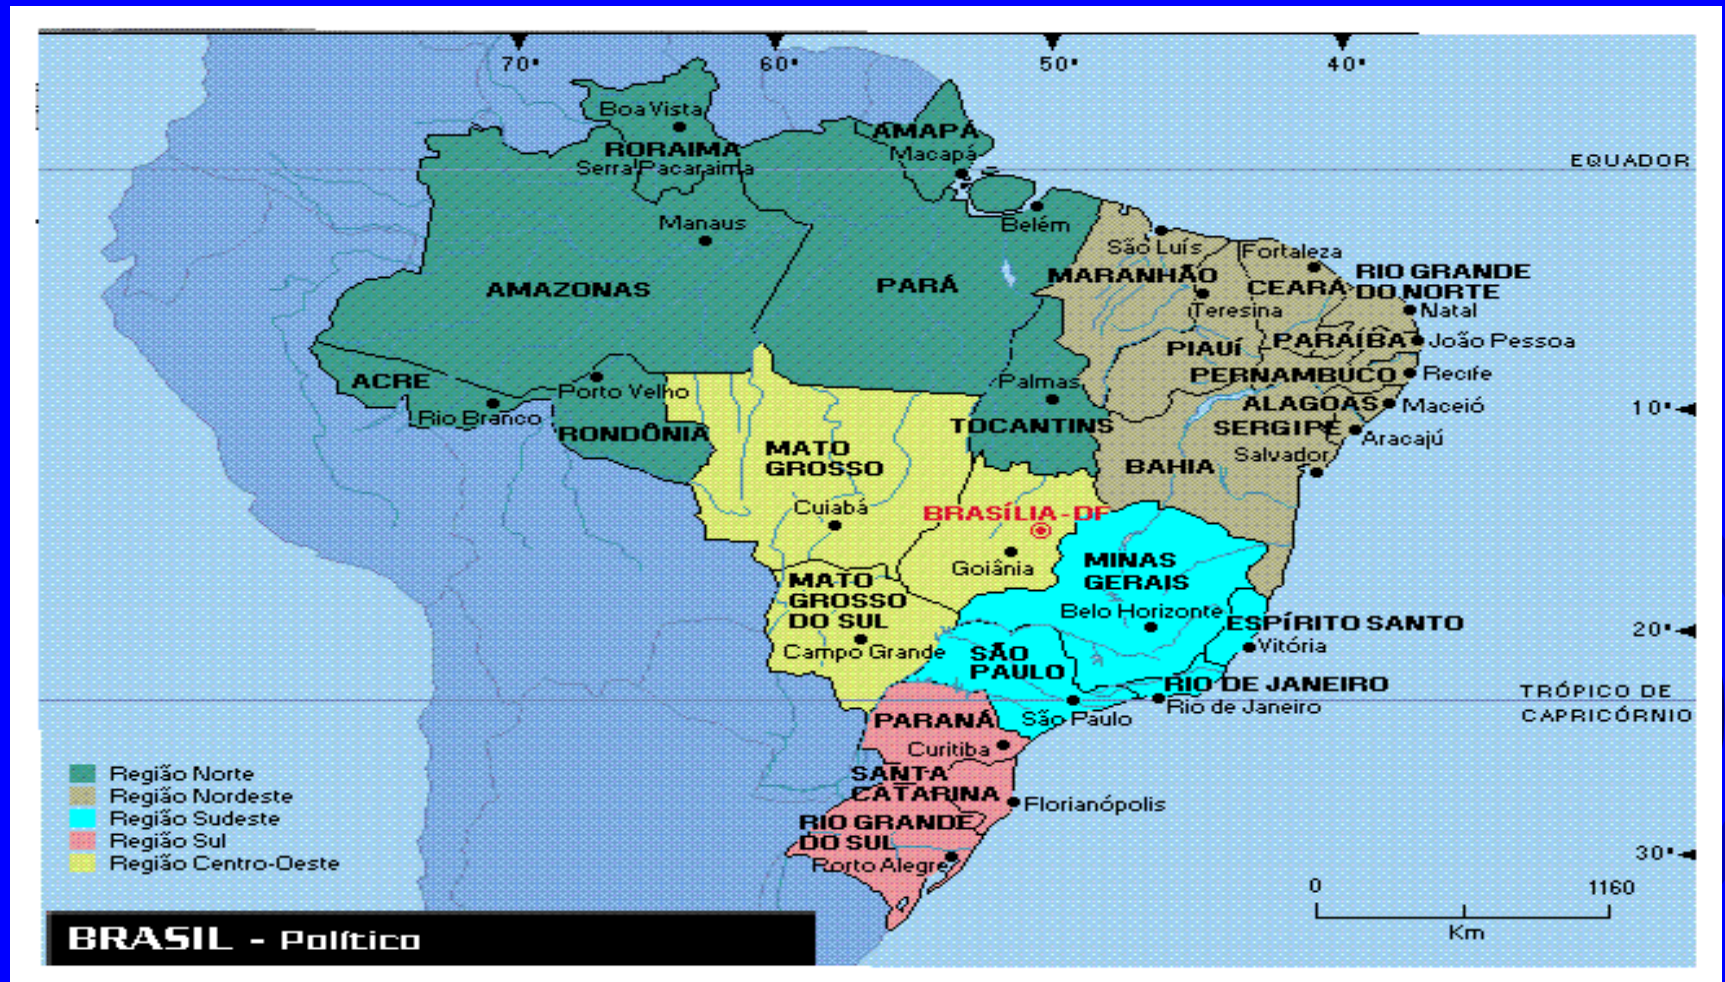 70°
60°
50°
40°
Boa Vista
RORAIMA
Serra Pacaraima
AMAPÁ
Macapá
EQUADOR
Manaus
Belém
AMAZONAS
PARÁ
São Luís
Fortaleza
MARANHÃO
CEARÁ
RIO GRANDE
DO NORTE
Teresina
Natal
PIAUÍ
PARAÍBA
João Pessoa
ACRE
Porto Velho
Palmas
PERNAMBUCO
Recife
Rio Branco
RONDÔNIA
TOCANTINS
ALAGOAS
Maceió
10°
SERGIPE
Aracajú
MATO
GROSSO
BAHIA
Salvador
Cuiabá
BRASÍLIA-DF
Goiânia
MINAS
GERAIS
MATO
GROSSO
DO SUL
Belo Horizonte
ESPÍRITO SANTO
20°
Campo Grande
Vitória
SÃO
PAULO
RIO DE JANEIRO
Rio de Janeiro
TRÓPICO DE
CAPRICÓRNIO
PARANÁ
São Paulo
Curitiba
SANTA
CATARINA
Florianópolis
RIO GRANDE
DO SUL
Porto Alegre
30°
Região Norte
Região Nordeste
Região Sudeste
Região Sul
Região Centro-Oeste
0
1160
Km
BRASIL - Político